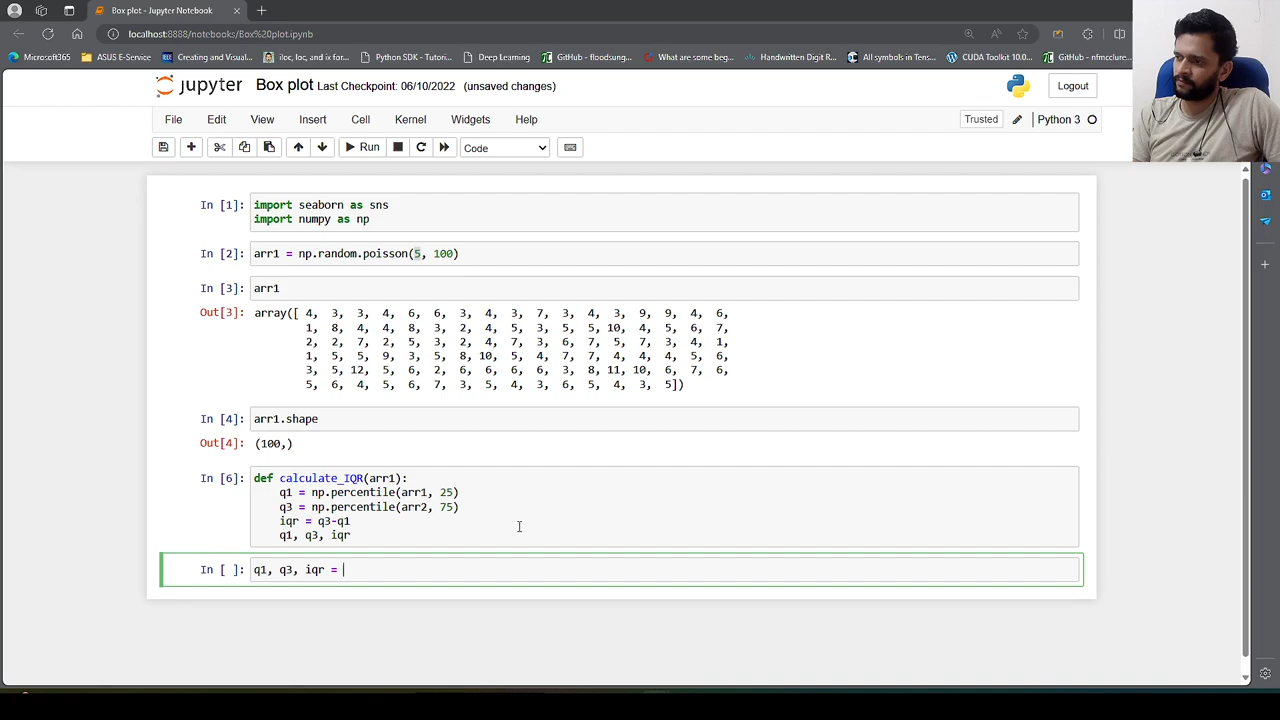 Box plot - Jupyter Notebook
localhost:8888/notebooks/Box%20plot.ipynb
Microsoft365
ASUS E-Service
Creating and Visual...
iloc, loc, and ix for...
Python SDK - Tutori...
Deep Learning
GitHub - floodsung...
What are some beg...
Handwritten Digit R...
All symbols in Tens...
CUDA Toolkit 10.0...
GitHub - nfmcclure...
jupyter Box plot Last Checkpoint: 06/10/2022 (unsaved changes)
Logout
File Edit View Insert Cell Kernel Widgets Help
Trusted
Python 3
Run
Code
In [1]: import seaborn as sns
import numpy as np
In [2]: arr1 = np.random.poisson(5, 100)
In [3]: arr1
Out[3]: array([ 4, 3, 3, 4, 6, 6, 3, 4, 3, 7, 3, 4, 3, 9, 9, 4, 6,
1, 8, 4, 4, 8, 3, 2, 4, 5, 3, 5, 5, 10, 4, 5, 6, 7,
2, 2, 7, 2, 5, 3, 2, 4, 7, 3, 6, 7, 5, 7, 3, 4, 1,
1, 5, 5, 9, 3, 5, 8, 10, 5, 4, 7, 7, 4, 4, 4, 5, 6,
3, 5, 12, 5, 6, 2, 6, 6, 6, 6, 3, 8, 11, 10, 6, 7, 6,
5, 6, 4, 5, 6, 7, 3, 5, 4, 3, 6, 5, 4, 3, 5])
In [4]: arr1.shape
Out[4]: (100,)
In [6]: def calculate_IQR(arr1):
q1 = np.percentile(arr1, 25)
q3 = np.percentile(arr2, 75)
iqr = q3-q1
q1, q3, iqr
In [ ]: q1, q3, iqr =